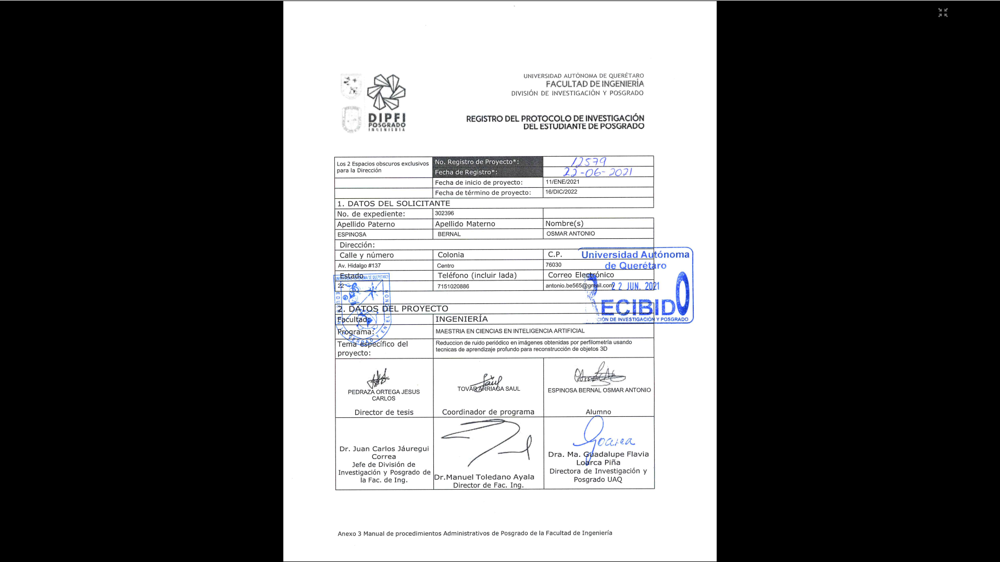 UNIVERSIDAD AUTÓNOMA DE QUERÉTARO
FACULTAD DE INGENIERÍA
DIVISIÓN DE INVESTIGACIÓN Y POSGRADO
DIPFI
POSGRADO
INGENIERÍA
REGISTRO DEL PROTOCOLO DE INVESTIGACIÓN
DEL ESTUDIANTE DE POSGRADO
Los 2 Espacios obscuros exclusivos
para la Dirección
No. Registro de Proyecto*: 12579
Fecha de Registro*: 22-06-2021
Fecha de inicio de proyecto: 11/ENE/2021
Fecha de término de proyecto: 16/DIC/2022
1. DATOS DEL SOLICITANTE
No. de expediente: 302396
Apellido Paterno Apellido Materno Nombre(s)
ESPINOSA BERNAL OSMAR ANTONIO
Dirección:
Calle y número Colonia C.P.
Av. Hidalgo #137 Centro 76030
Estado Teléfono (incluir lada) Correo Electrónico
22 7151020886 antonio.be565@gmail.com
Universidad Autónoma
de Querétaro
22 JUN. 2021
ECIBIDO
CIÓN DE INVESTIGACIÓN Y POSGRADO
2. DATOS DEL PROYECTO
Facultad: INGENIERÍA
Programa: MAESTRIA EN CIENCIAS EN INTELIGENCIA ARTIFICIAL
Tema específico del
proyecto:
Reduccion de ruido periódico en imágenes obtenidas por perfilometría usando
tecnicas de aprendizaje profundo para reconstrucción de objetos 3D
PEDRAZA ORTEGA JESUS
CARLOS
Director de tesis
Saul
TOVAR ARRIAGA SAUL
Coordinador de programa
ESPINOSA BERNAL OSMAR ANTONIO
Alumno
Dr. Juan Carlos Jáuregui
Correa
Jefe de División de
Investigación y Posgrado de
la Fac. de Ing.
Dr.Manuel Toledano Ayala
Director de Fac. Ing.
Dra. Ma. Guadalupe Flavia
Loarca Piña
Directora de Investigación y
Posgrado UAQ
Anexo 3 Manual de procedimientos Administrativos de Posgrado de la Facultad de Ingeniería